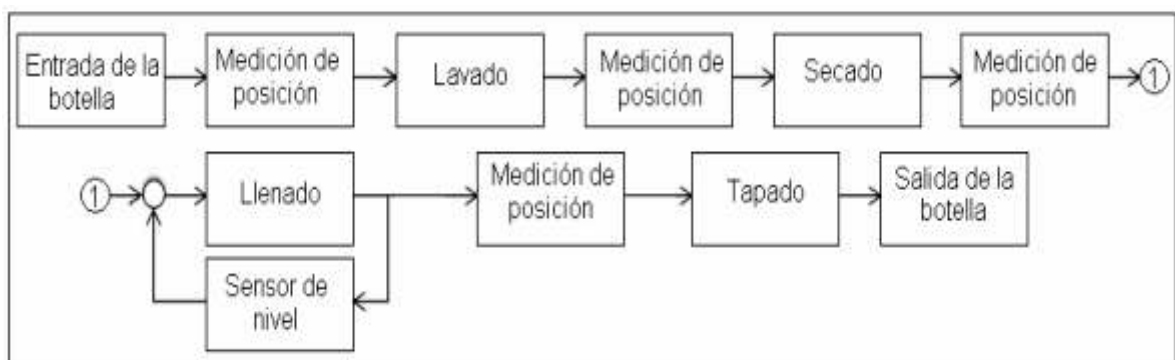 Entrada de la
botella
Medición de
posición
Lavado
Medición de
posición
Secado
Medición de
posición
1
1
Llenado
Medición de
posición
Tapado
Salida de la
botella
Sensor de
nivel